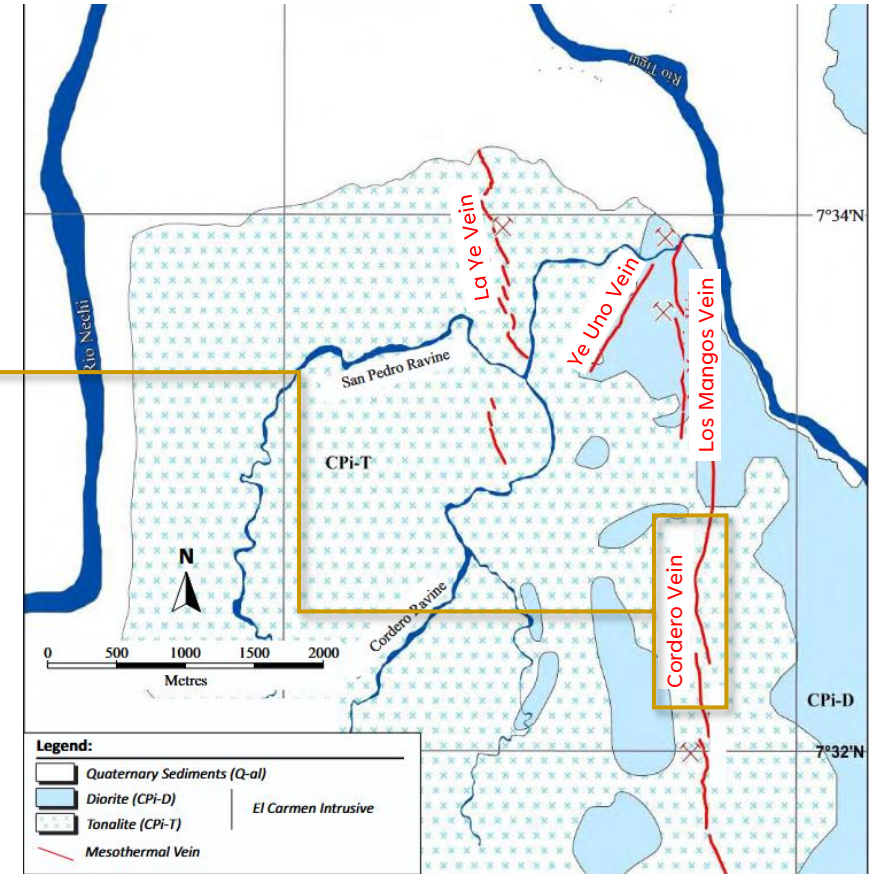 Rio Tigui
7°34'N
La Ye Vein
Ye Uno Vein
Los Mangos Vein
Rio Nechi
San Pedro Ravine
CPi-T
N
Cordero Vein
Cordero Ravine
0 500 1000 1500 2000
Metres
CPi-D
7°32'N
Legend:
Quaternary Sediments (Q-al)
Diorite (CPi-D)
El Carmen Intrusive
Tonalite (CPi-T)
Mesothermal Vein